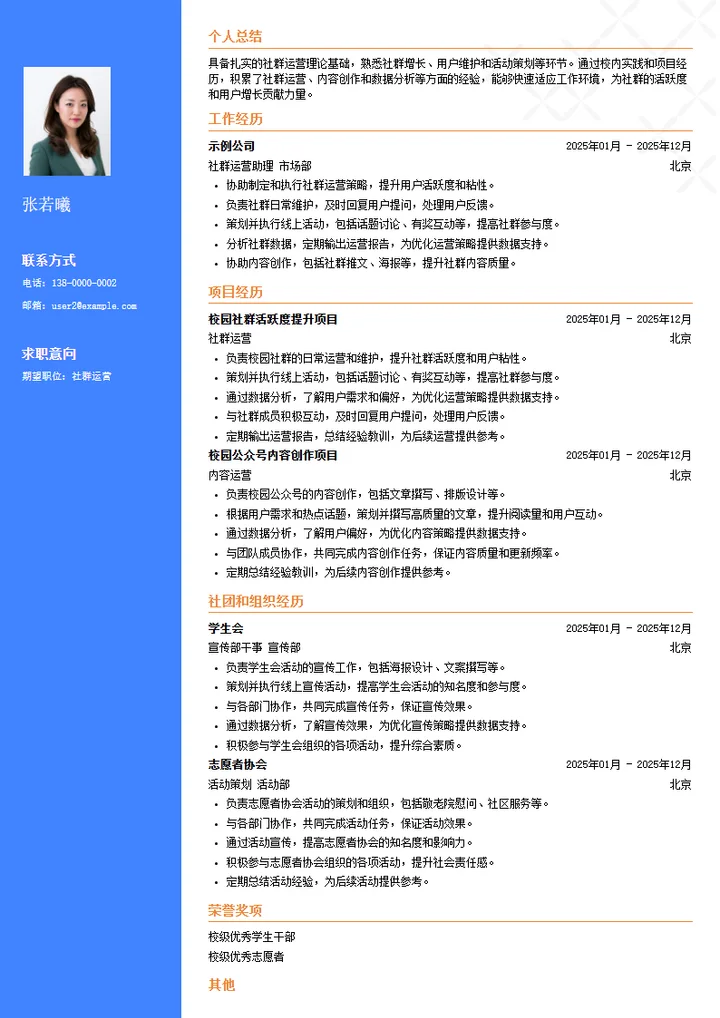 张若曦
联系方式
电话：138-0000-0002
邮箱：user2@example.com
求职意向
期望职位：社群运营
个人总结
具备扎实的社群运营理论基础，熟悉社群增长、用户维护和活动策划等环节。通过校内实践和项目经
历，积累了社群运营、内容创作和数据分析等方面的经验，能够快速适应工作环境，为社群的活跃度
和用户增长贡献力量。
工作经历
示例公司 2025年01月 - 2025年12月
社群运营助理 市场部 北京
• 协助制定和执行社群运营策略，提升用户活跃度和粘性。
• 负责社群日常维护，及时回复用户提问，处理用户反馈。
• 策划并执行线上活动，包括话题讨论、有奖互动等，提高社群参与度。
• 分析社群数据，定期输出运营报告，为优化运营策略提供数据支持。
• 协助内容创作，包括社群推文、海报等，提升社群内容质量。
项目经历
校园社群活跃度提升项目 2025年01月 - 2025年12月
社群运营 北京
• 负责校园社群的日常运营和维护，提升社群活跃度和用户粘性。
• 策划并执行线上活动，包括话题讨论、有奖互动等，提高社群参与度。
• 通过数据分析，了解用户需求和偏好，为优化运营策略提供数据支持。
• 与社群成员积极互动，及时回复用户提问，处理用户反馈。
• 定期输出运营报告，总结经验教训，为后续运营提供参考。
校园公众号内容创作项目 2025年01月 - 2025年12月
内容运营 北京
• 负责校园公众号的内容创作，包括文章撰写、排版设计等。
• 根据用户需求和热点话题，策划并撰写高质量的文章，提升阅读量和用户互动。
• 通过数据分析，了解用户偏好，为优化内容策略提供数据支持。
• 与团队成员协作，共同完成内容创作任务，保证内容质量和更新频率。
• 定期总结经验教训，为后续内容创作提供参考。
社团和组织经历
学生会 2025年01月 - 2025年12月
宣传部干事 宣传部 北京
• 负责学生会活动的宣传工作，包括海报设计、文案撰写等。
• 策划并执行线上宣传活动，提高学生会活动的知名度和参与度。
• 与各部门协作，共同完成宣传任务，保证宣传效果。
• 通过数据分析，了解宣传效果，为优化宣传策略提供数据支持。
• 积极参与学生会组织的各项活动，提升综合素质。
志愿者协会 2025年01月 - 2025年12月
活动策划 活动部 北京
• 负责志愿者协会活动的策划和组织，包括敬老院慰问、社区服务等。
• 与各部门协作，共同完成活动任务，保证活动效果。
• 通过活动宣传，提高志愿者协会的知名度和影响力。
• 积极参与志愿者协会组织的各项活动，提升社会责任感。
• 定期总结活动经验，为后续活动提供参考。
荣誉奖项
校级优秀学生干部
校级优秀志愿者
其他